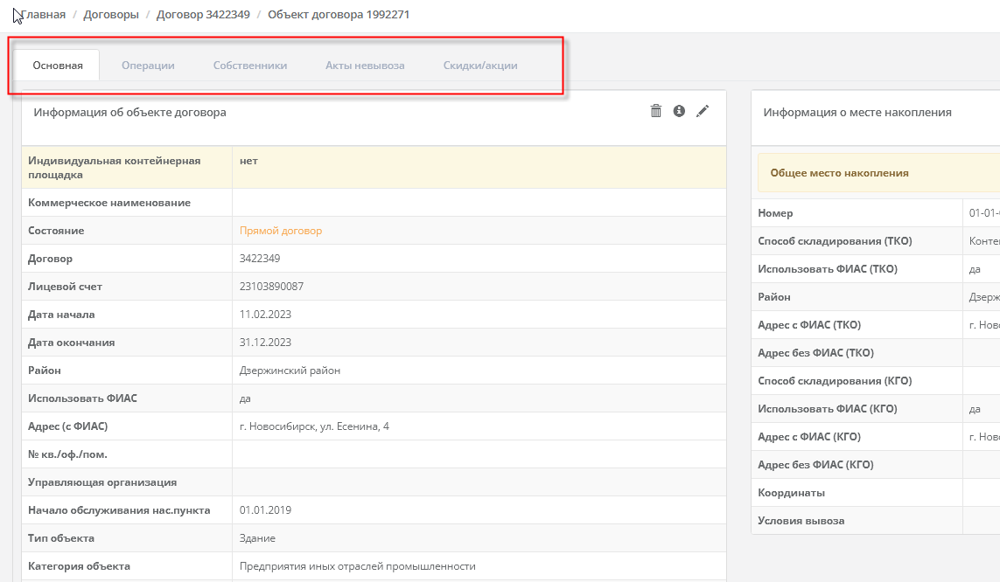 Главная / Договоры / Договор 3422349 / Объект договора 1992271
Основная Операции Собственники Акты невывоза Скидки/акции
Информация об объекте договора
Индивидуальная контейнерная площадка нет
Коммерческое наименование
Состояние Прямой договор
Договор 3422349
Лицевой счет 23103890087
Дата начала 11.02.2023
Дата окончания 31.12.2023
Район Дзержинский район
Использовать ФИАС да
Адрес (с ФИАС) г. Новосибирск, ул. Есенина, 4
№ кв./оф./пом.
Управляющая организация
Начало обслуживания нас.пункта 01.01.2019
Тип объекта Здание
Категория объекта Предприятия иных отраслей промышленности
Информация о месте накопления
Общее место накопления
Номер 01-01-
Способ складирования (ТКО) Конте
Использовать ФИАС (ТКО) да
Район Дзерж
Адрес с ФИАС (ТКО) г. Ново
Адрес без ФИАС (ТКО)
Способ складирования (КГО)
Использовать ФИАС (КГО) да
Адрес с ФИАС (КГО) г. Ново
Адрес без ФИАС (КГО)
Координаты
Условия вывоза